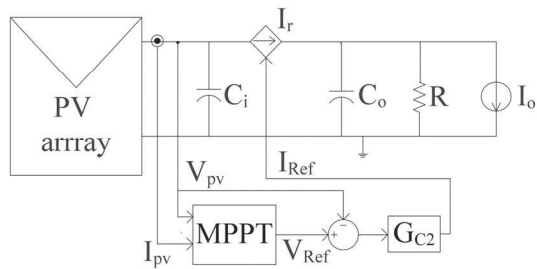 I_r
PV
arrray
C_i
C_o
R
I_o
I_Ref
V_pv
MPPT
V_Ref
+
−
G_C2
I_pv